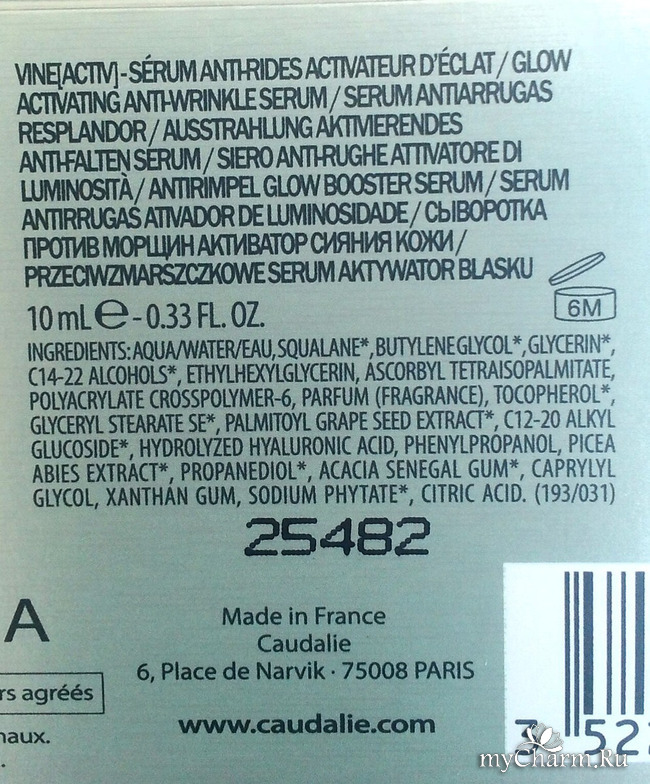 VINE[ACTIV]-SÉRUM ANTI-RIDES ACTIVATEUR D'ÉCLAT / GLOW
ACTIVATING ANTI-WRINKLE SERUM / SERUM ANTIARRUGAS
RESPLANDOR / AUSSTRAHLUNG AKTIVIERENDES
ANTI-FALTEN SERUM / SIERO ANTI-RUGHE ATTIVATORE DI
LUMINOSITÀ / ANTIRIMPEL GLOW BOOSTER SERUM / SERUM
ANTIRRUGAS ATIVADOR DE LUMINOSIDADE / СЫВОРОТКА
ПРОТИВ МОРЩИН АКТИВАТОР СИЯНИЯ КОЖИ /
PRZECIWZMARSZCZKOWE SERUM AKTYWATOR BLASKU
10 mL e - 0.33 FL. OZ.
6M
INGREDIENTS: AQUA/WATER/EAU, SQUALANE*, BUTYLENE GLYCOL*, GLYCERIN*,
C14-22 ALCOHOLS*, ETHYLHEXYLGLYCERIN, ASCORBYL TETRAISOPALMITATE,
POLYACRYLATE CROSSPOLYMER-6, PARFUM (FRAGRANCE), TOCOPHEROL*,
GLYCERYL STEARATE SE*, PALMITOYL GRAPE SEED EXTRACT*, C12-20 ALKYL
GLUCOSIDE*, HYDROLYZED HYALURONIC ACID, PHENYLPROPANOL, PICEA
ABIES EXTRACT*, PROPANEDIOL*, ACACIA SENEGAL GUM*, CAPRYLYL
GLYCOL, XANTHAN GUM, SODIUM PHYTATE*, CITRIC ACID. (193/031)
25482
A
Made in France
Caudalie
6, Place de Narvik · 75008 PARIS
rs agréés
www.caudalie.com
naux.
3 522
myCharm.Ru